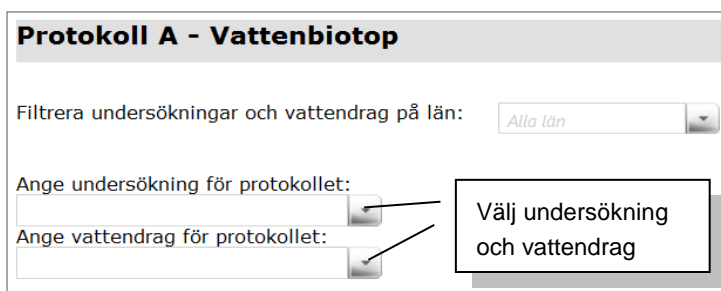 Protokoll A - Vattenbiotop
Filtrera undersökningar och vattendrag på län:
Alla län
Ange undersökning för protokollet:
Välj undersökning
och vattendrag
Ange vattendrag för protokollet: